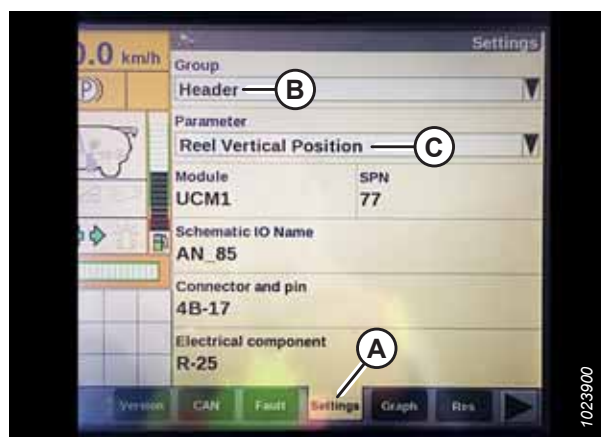 0.0 km/h
Settings
(P)
Group
Header
B
Parameter
Reel Vertical Position
C
Module SPN
UCM1 77
Schematic IO Name
AN_85
Connector and pin
4B-17
Electrical component
R-25
A
Version CAN Fault Settings Graph Res
1023900